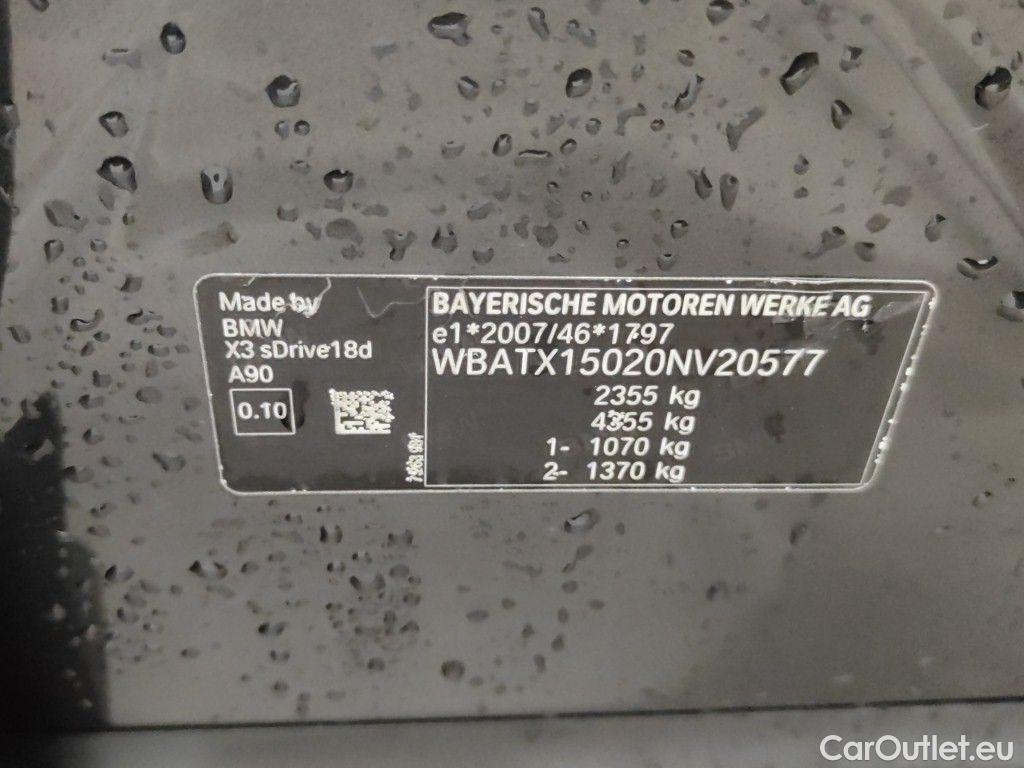 Made by
BMW
X3 sDrive18d
A90
0.10
BAYERISCHE MOTOREN WERKE AG
e1*2007/46*1797
WBATX15020NV20577
2355 kg
4355 kg
1- 1070 kg
2- 1370 kg
CarOutlet.eu